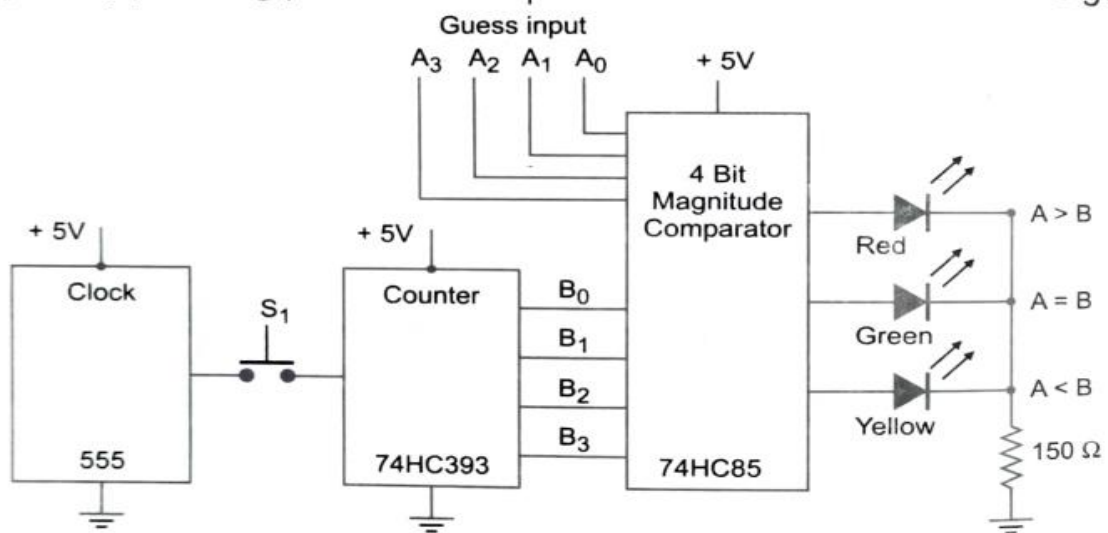 Guess input
A3 A2 A1 A0
+ 5V
4 Bit
Magnitude
Comparator
74HC85
+ 5V
Clock
555
S1
+ 5V
Counter
74HC393
B0
B1
B2
B3
Red
Green
Yellow
A > B
A = B
A < B
150 Ω